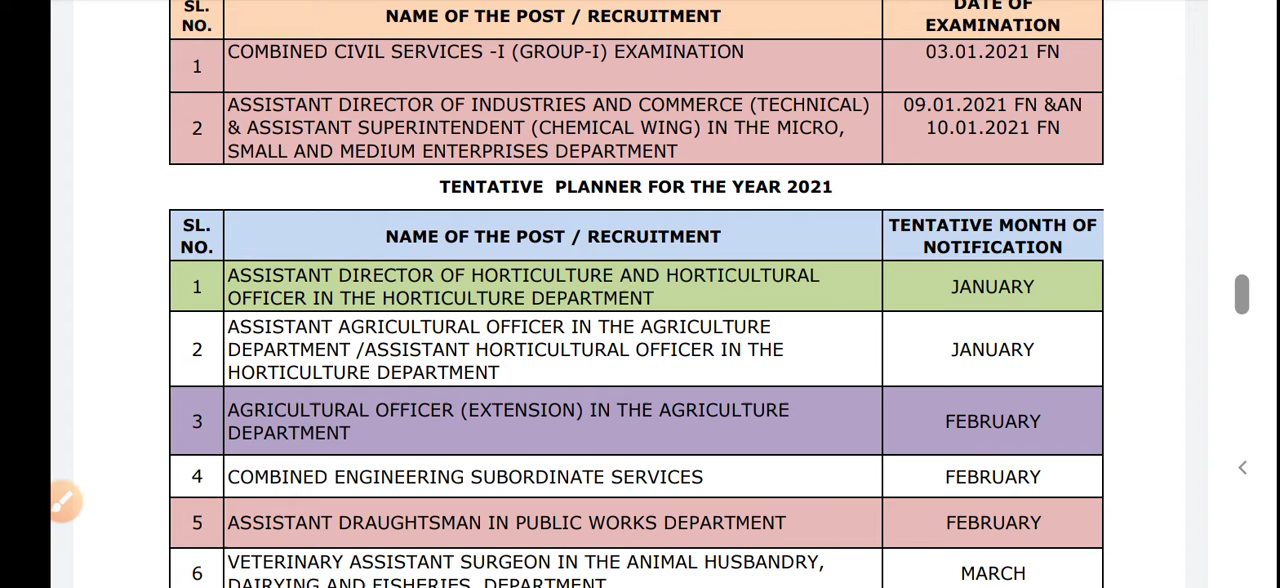 SL.
NO.
NAME OF THE POST / RECRUITMENT
DATE OF
EXAMINATION
1
COMBINED CIVIL SERVICES -I (GROUP-I) EXAMINATION
03.01.2021 FN
2
ASSISTANT DIRECTOR OF INDUSTRIES AND COMMERCE (TECHNICAL)
& ASSISTANT SUPERINTENDENT (CHEMICAL WING) IN THE MICRO,
SMALL AND MEDIUM ENTERPRISES DEPARTMENT
09.01.2021 FN &AN
10.01.2021 FN
TENTATIVE PLANNER FOR THE YEAR 2021
SL.
NO.
NAME OF THE POST / RECRUITMENT
TENTATIVE MONTH OF
NOTIFICATION
1
ASSISTANT DIRECTOR OF HORTICULTURE AND HORTICULTURAL
OFFICER IN THE HORTICULTURE DEPARTMENT
JANUARY
2
ASSISTANT AGRICULTURAL OFFICER IN THE AGRICULTURE
DEPARTMENT /ASSISTANT HORTICULTURAL OFFICER IN THE
HORTICULTURE DEPARTMENT
JANUARY
3
AGRICULTURAL OFFICER (EXTENSION) IN THE AGRICULTURE
DEPARTMENT
FEBRUARY
4
COMBINED ENGINEERING SUBORDINATE SERVICES
FEBRUARY
5
ASSISTANT DRAUGHTSMAN IN PUBLIC WORKS DEPARTMENT
FEBRUARY
6
VETERINARY ASSISTANT SURGEON IN THE ANIMAL HUSBANDRY,
DAIRYING AND FISHERIES DEPARTMENT
MARCH